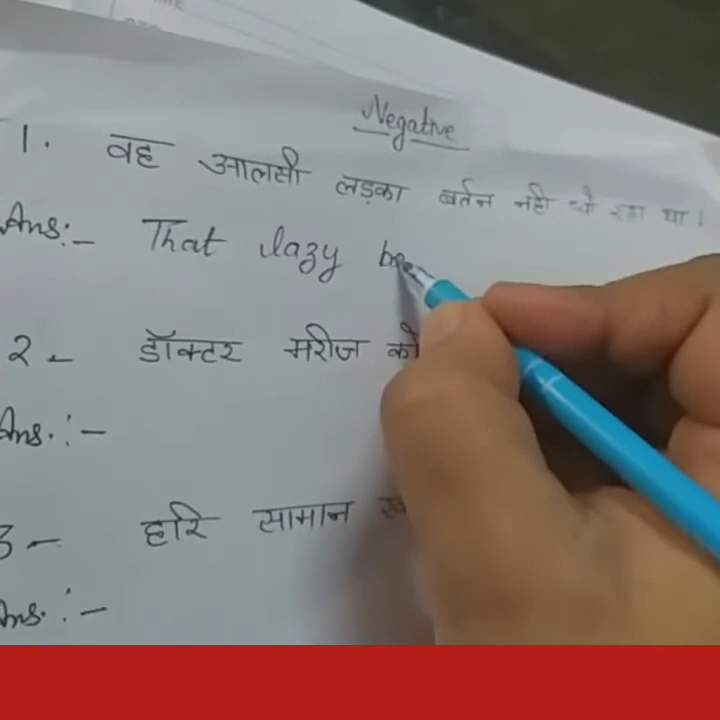 Negative
1. वह आलसी लड़का बर्तन नही धो रहा था।
Ans:- That lazy
2- डॉक्टर मरीज को
Ans.:-
3- हरि सामान
Ans.:-